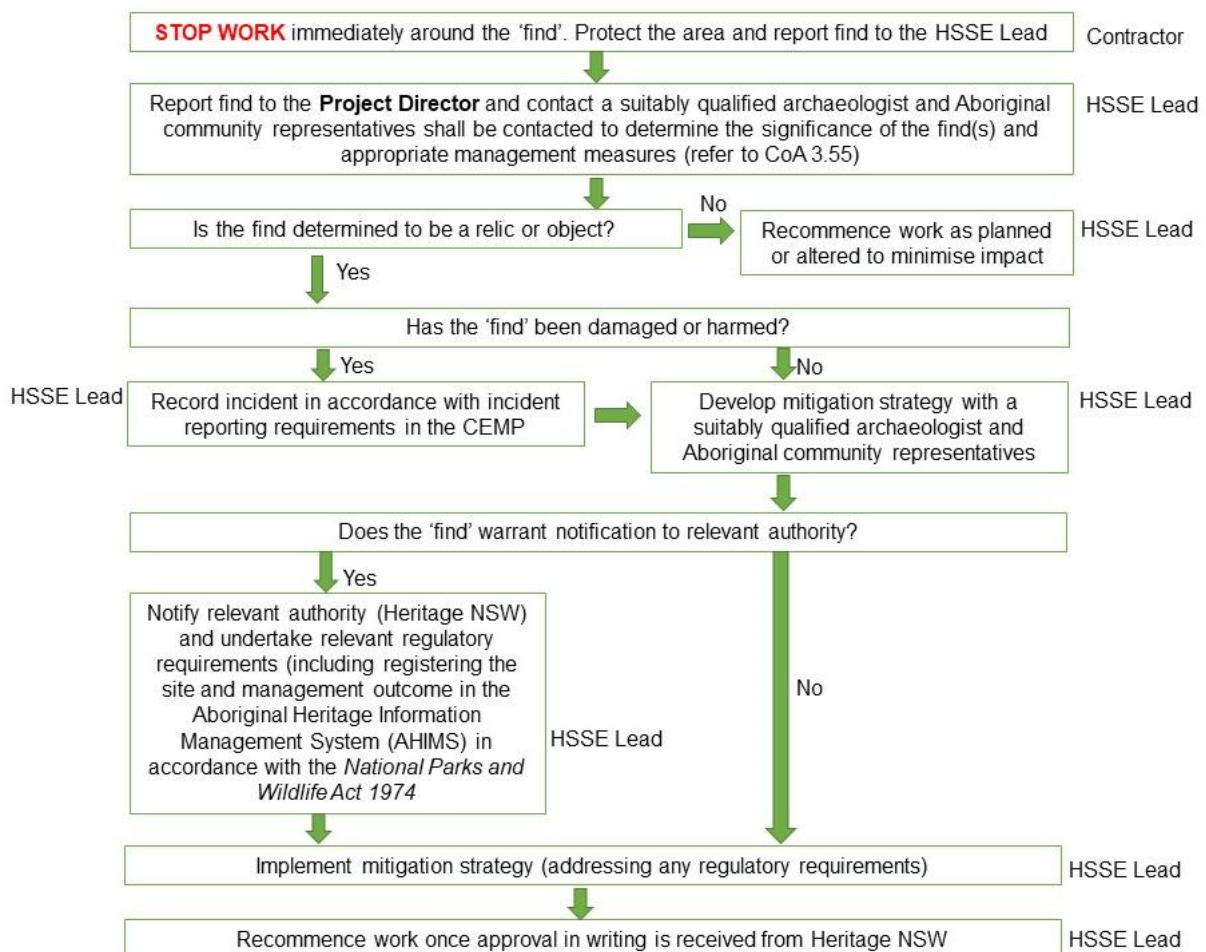 STOP WORK immediately around the ‘find’. Protect the area and report find to the HSSE Lead
Contractor
Report find to the Project Director and contact a suitably qualified archaeologist and Aboriginal
community representatives shall be contacted to determine the significance of the find(s) and
appropriate management measures (refer to CoA 3.55)
HSSE Lead
Is the find determined to be a relic or object?
No
Recommence work as planned
or altered to minimise impact
HSSE Lead
Yes
Has the ‘find’ been damaged or harmed?
Yes
No
HSSE Lead
Record incident in accordance with incident
reporting requirements in the CEMP
Develop mitigation strategy with a
suitably qualified archaeologist and
Aboriginal community representatives
HSSE Lead
Does the ‘find’ warrant notification to relevant authority?
Yes
Notify relevant authority (Heritage NSW)
and undertake relevant regulatory
requirements (including registering the
site and management outcome in the
Aboriginal Heritage Information
Management System (AHIMS) in
accordance with the National Parks and
Wildlife Act 1974
HSSE Lead
No
Implement mitigation strategy (addressing any regulatory requirements)
HSSE Lead
Recommence work once approval in writing is received from Heritage NSW
HSSE Lead